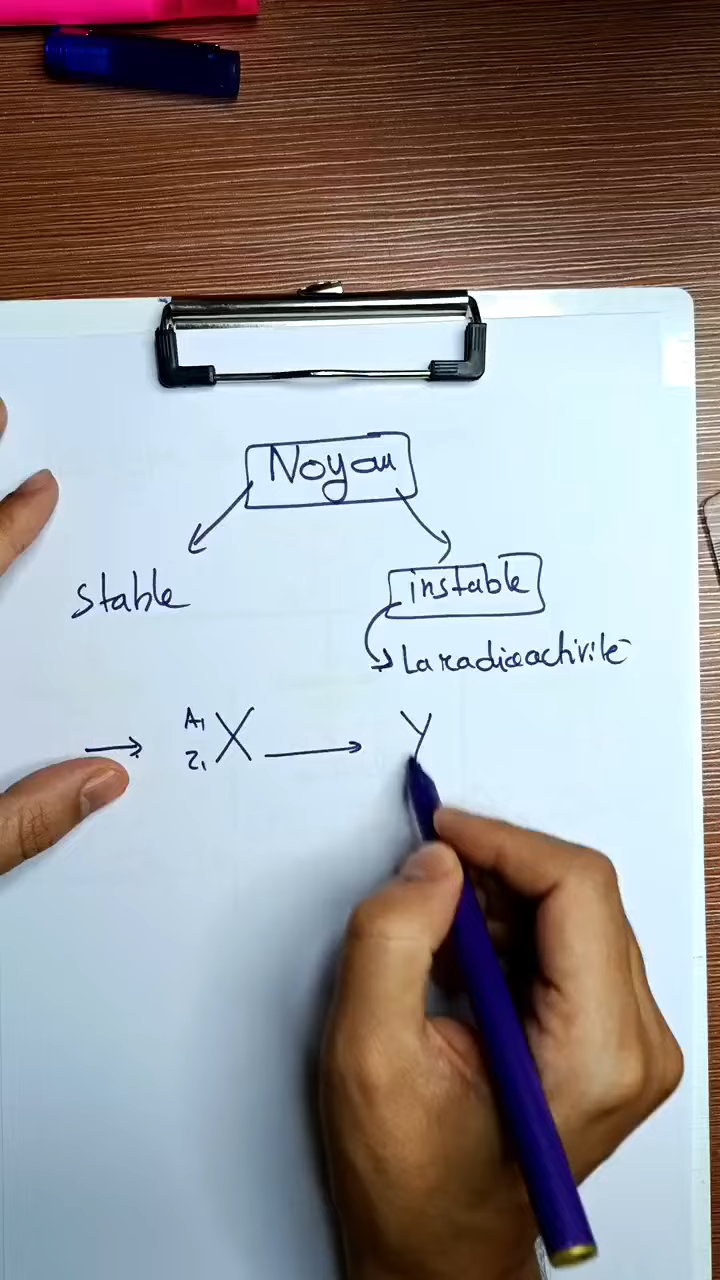 Noyau
stable instable
La radioactivité
→ A₁ Z₁ X → Y